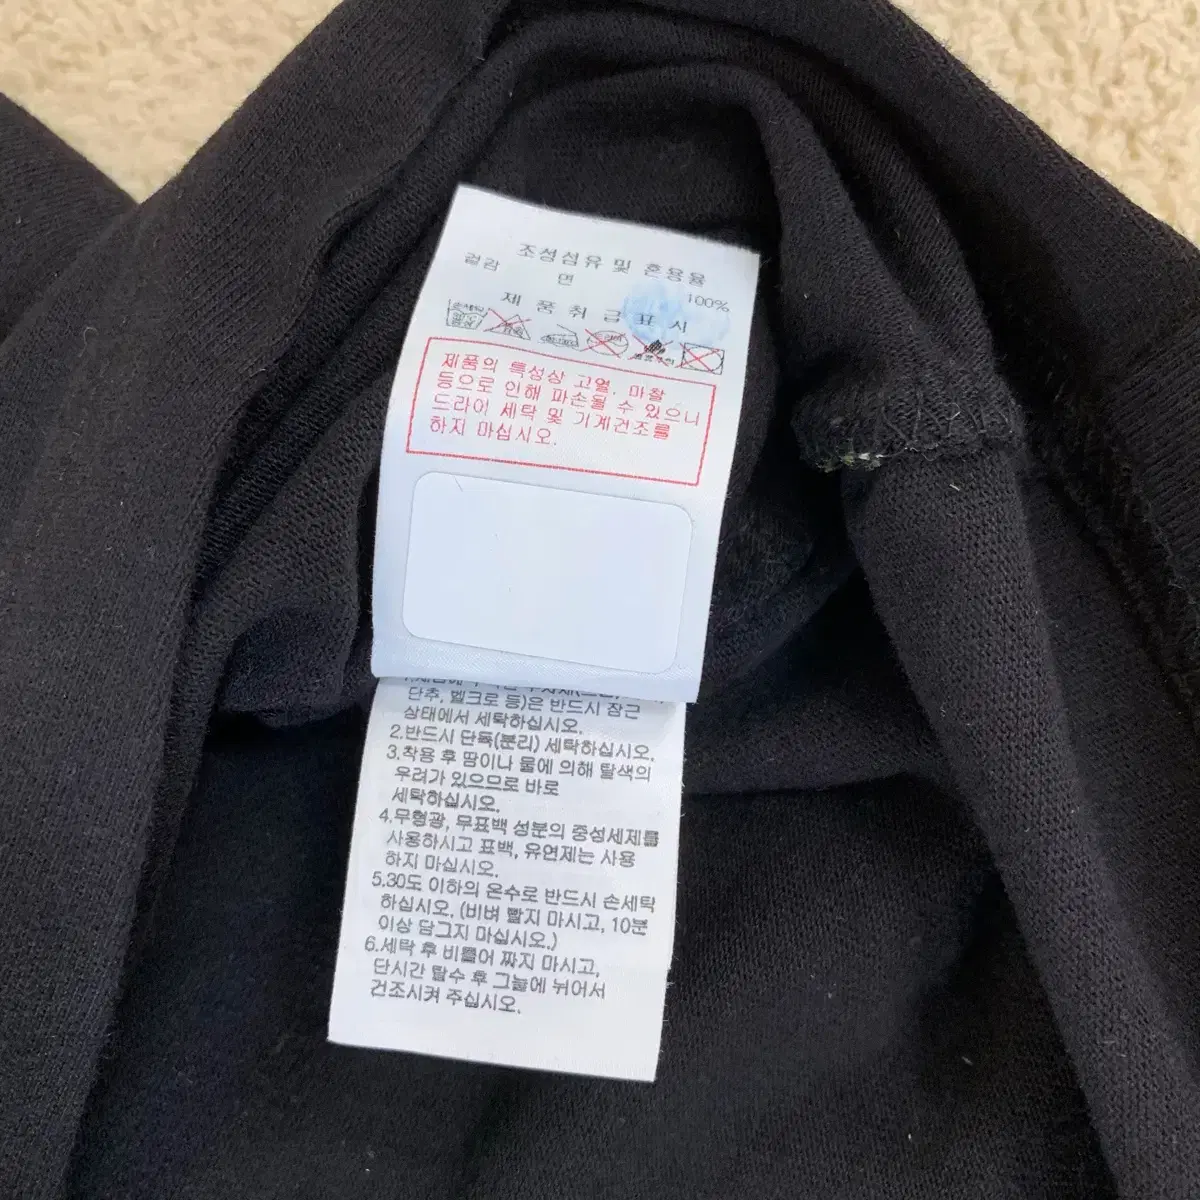 조성섬유 및 혼용율
겉감 면 100%
제 품 취 급 표 시
제품의 특성상 고열, 마찰
등으로 인해 파손될 수 있으니
드라이 세탁 및 기계건조를
하지 마십시오.
단추, 벨크로 등)은 반드시 잠근
상태에서 세탁하십시오.
2.반드시 단독(분리) 세탁하십시오.
3.착용 후 땀이나 물에 의해 탈색의
우려가 있으므로 바로
세탁하십시오.
4.무형광, 무표백 성분의 중성세제를
사용하시고 표백, 유연제는 사용
하지 마십시오.
5.30도 이하의 온수로 반드시 손세탁
하십시오. (비벼 빨지 마시고, 10분
이상 담그지 마십시오.)
6.세탁 후 비틀어 짜지 마시고,
단시간 탈수 후 그늘에 뉘어서
건조시켜 주십시오.